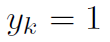 y_k = 1